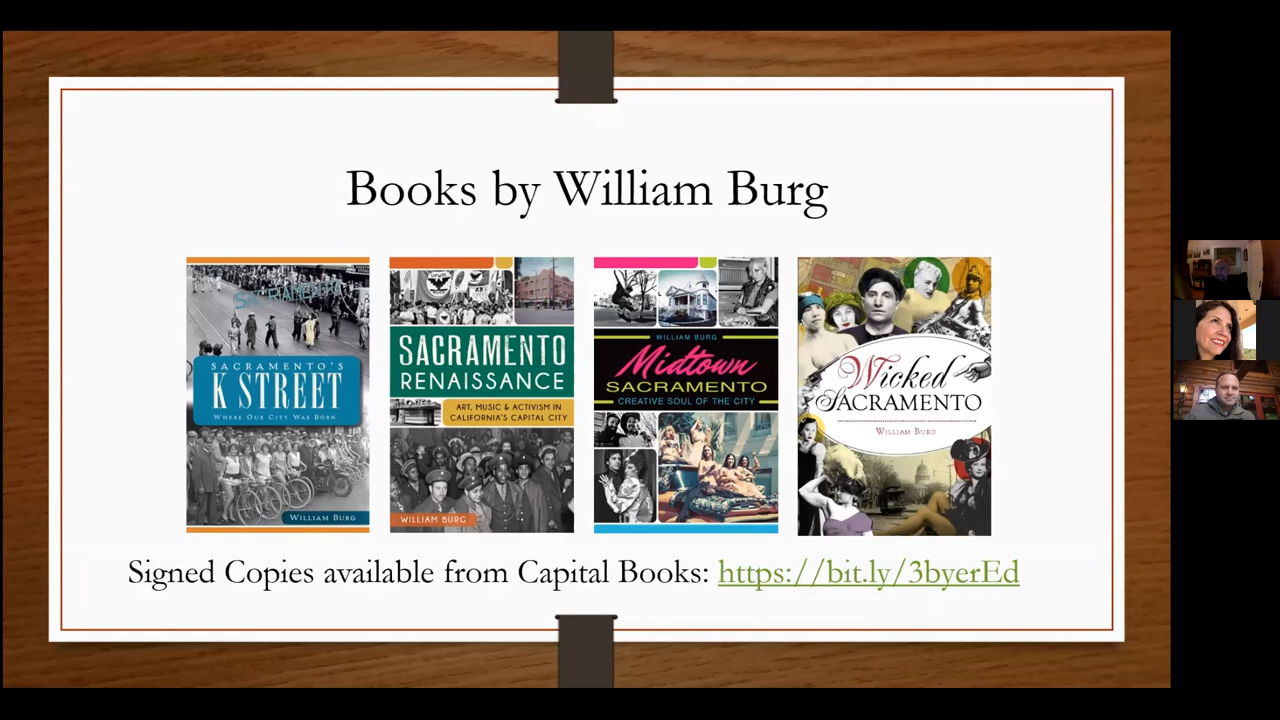 Books by William Burg
SACRAMENTO
SACRAMENTO'S
K STREET
WHERE OUR CITY WAS BORN
WILLIAM BURG
SACRAMENTO
RENAISSANCE
ART, MUSIC & ACTIVISM IN
CALIFORNIA'S CAPITAL CITY
WILLIAM BURG
WILLIAM BURG
Midtown
SACRAMENTO
CREATIVE SOUL OF THE CITY
Wicked
SACRAMENTO
WILLIAM BURG
Signed Copies available from Capital Books: https://bit.ly/3byerEd